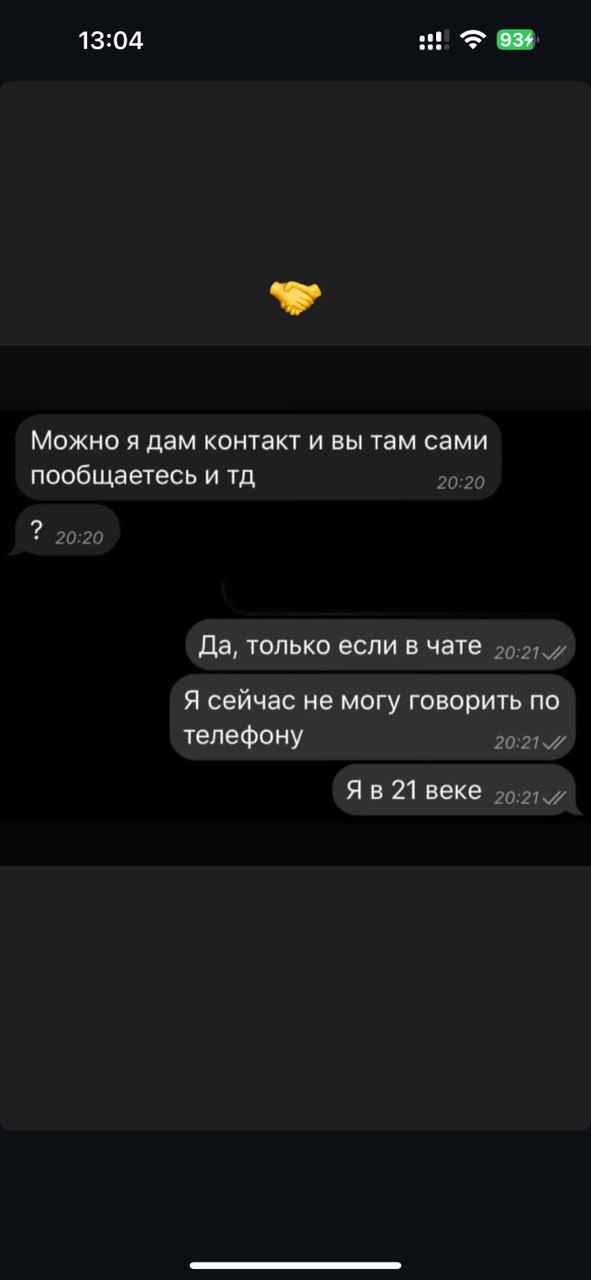 13:04
93
🤝
Можно я дам контакт и вы там сами
пообщаетесь и тд
20:20
? 20:20
Да, только если в чате 20:21
Я сейчас не могу говорить по
телефону
20:21
Я в 21 веке 20:21